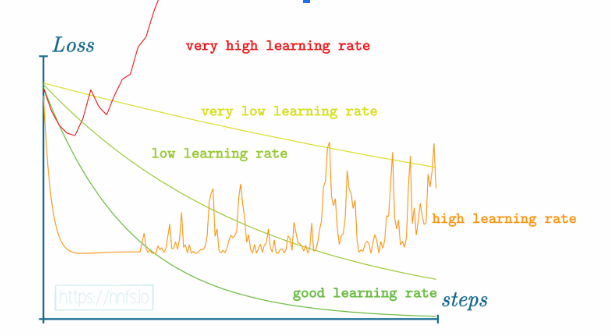 Loss
very high learning rate
very low learning rate
low learning rate
high learning rate
good learning rate
https://nnfs.io
steps